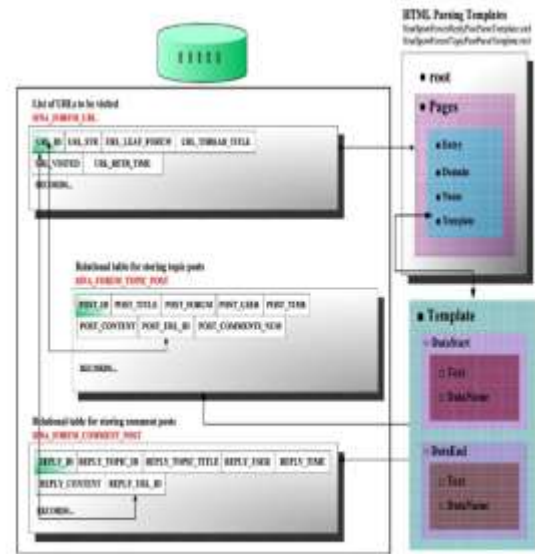 HTML Parsing Templates
root
Pages
Entry
Domain
Name
Template
List of URLs to be visited
URL_ID URL_STR URL_LEAF_FORUM URL_THREAD_TITLE
URL_VISITED URL_RETR_TIME
RECORDS...
Relational table for storing topic posts
POST_ID POST_TITLE POST_FORUM POST_USER POST_TIME
POST_CONTENT POST_URL_ID POST_COMMENTS_NUM
RECORDS...
Template
DataStart
Text
DataName
Relational table for storing comment posts
REPLY_ID REPLY_TOPIC_ID REPLY_TOPIC_TITLE REPLY_USER REPLY_TIME
REPLY_CONTENT REPLY_URL_ID
RECORDS...
DataEnd
Text
DataName